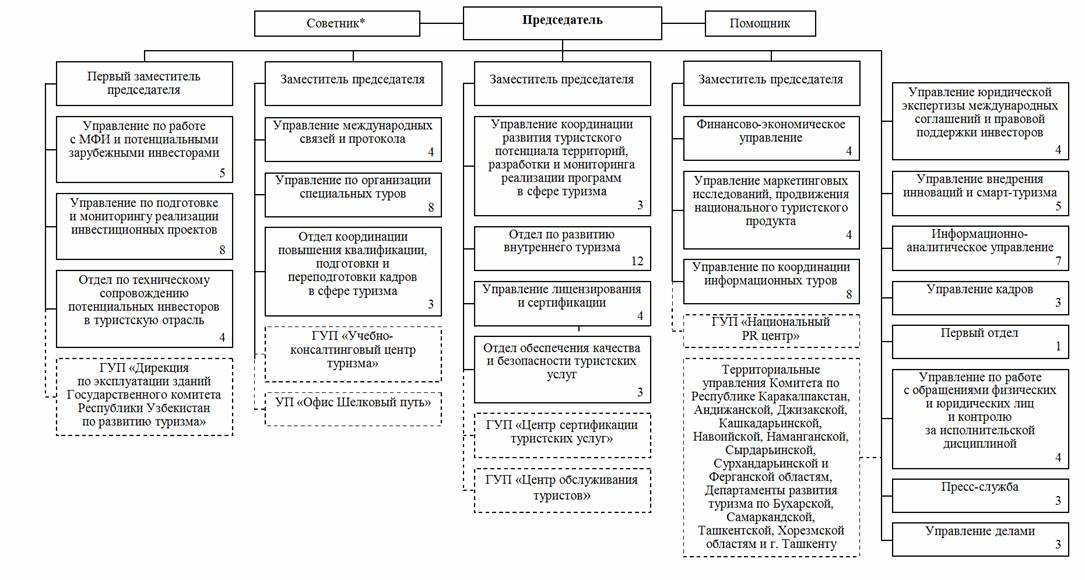 Советник*
Председатель
Помощник
Первый заместитель
председателя
Управление по работе
с МФИ и потенциальными
зарубежными инвесторами
5
Управление по подготовке
и мониторингу реализации
инвестиционных проектов
8
Отдел по техническому
сопровождению
потенциальных инвесторов
в туристскую отрасль
4
ГУП «Дирекция
по эксплуатации зданий
Государственного комитета
Республики Узбекистан
по развитию туризма»
Заместитель председателя
Управление международных
связей и протокола
4
Управление по организации
специальных туров
8
Отдел координации
повышения квалификации,
подготовки и
переподготовки кадров
в сфере туризма
3
ГУП «Учебно-
консалтинговый центр
туризма»
УП «Офис Шелковый путь»
Заместитель председателя
Управление координации
развития туристского
потенциала территорий,
разработки и мониторинга
реализации программ
в сфере туризма
3
Отдел по развитию
внутреннего туризма
12
Управление лицензирования
и сертификации
4
Отдел обеспечения качества
и безопасности туристских
услуг
3
ГУП «Центр сертификации
туристских услуг»
ГУП «Центр обслуживания
туристов»
Заместитель председателя
Финансово-экономическое
управление
4
Управление маркетинговых
исследований, продвижения
национального туристского
продукта
4
Управление по координации
информационных туров
8
ГУП «Национальный
PR центр»
Территориальные
управления Комитета по
Республике Каракалпакстан,
Андижанской, Джизакской,
Кашкадарьинской,
Навоийской, Наманганской,
Сырдарьинской,
Сурхандарьинской и
Ферганской областям,
Департаменты развития
туризма по Бухарской,
Самаркандской,
Ташкентской, Хорезмской
областям и г. Ташкенту
Управление юридической
экспертизы международных
соглашений и правовой
поддержки инвесторов
4
Управление внедрения
инноваций и смарт-туризма
5
Информационно-
аналитическое управление
7
Управление кадров
3
Первый отдел
1
Управление по работе
с обращениями физических
и юридических лиц
и контролю
за исполнительской
дисциплиной
4
Пресс-служба
3
Управление делами
3